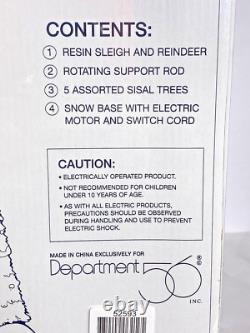 CONTENTS:
① RESIN SLEIGH AND REINDEER
② ROTATING SUPPORT ROD
③ 5 ASSORTED SISAL TREES
④ SNOW BASE WITH ELECTRIC
MOTOR AND SWITCH CORD
CAUTION:
• ELECTRICALLY OPERATED PRODUCT.
• NOT RECOMMENDED FOR CHILDREN
UNDER 10 YEARS OF AGE.
• AS WITH ALL ELECTRIC PRODUCTS,
PRECAUTIONS SHOULD BE OBSERVED
DURING HANDLING AND USE TO PREVENT
ELECTRIC SHOCK.
MADE IN CHINA EXCLUSIVELY FOR
Department 56®
INC.
52593
thumbimg.com